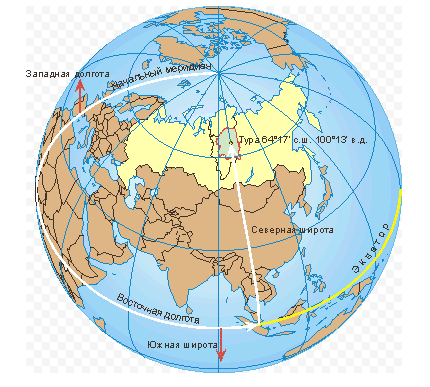 Западная долгота
Начальный меридиан
Тура 64°17' с.ш. 100°13' в.д.
Северная широта
Экватор
Восточная долгота
Южная широта